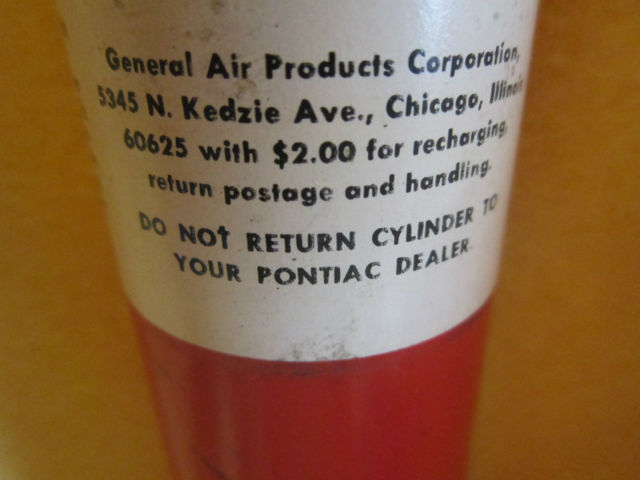 General Air Products Corporation,
5345 N. Kedzie Ave., Chicago, Illinois
60625 with $2.00 for recharging,
return postage and handling.
DO NOT RETURN CYLINDER TO
YOUR PONTIAC DEALER.